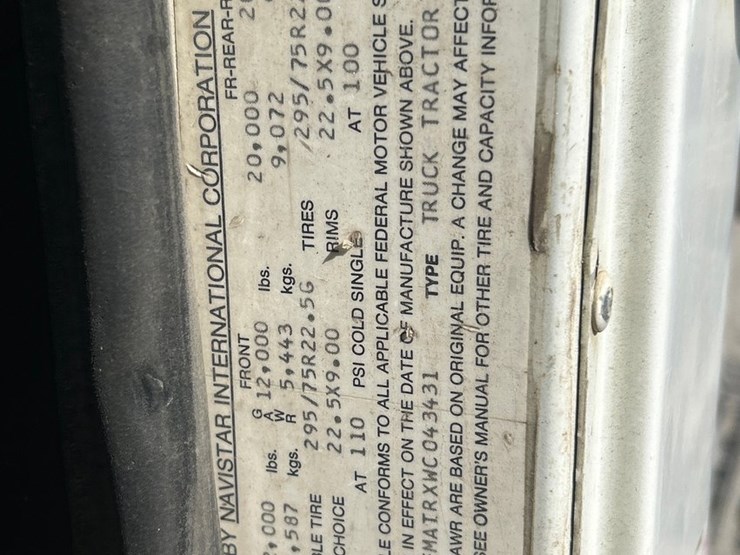 BY NAVISTAR INTERNATIONAL CORPORATION
FRONT FR-REAR-R
,000 lbs. G A W R 12,000 lbs. 20,000 20
,587 kgs. 5,443 kgs. 9,072
LE TIRE 295/75R22.5G TIRES /295/75R22
CHOICE 22.5X9.00 RIMS 22.5X9.00
AT 110 PSI COLD SINGLE AT 100
LE CONFORMS TO ALL APPLICABLE FEDERAL MOTOR VEHICLE S
IN EFFECT ON THE DATE OF MANUFACTURE SHOWN ABOVE.
MATRXWC043431 TYPE TRUCK TRACTOR
AWR ARE BASED ON ORIGINAL EQUIP. A CHANGE MAY AFFECT
SEE OWNER'S MANUAL FOR OTHER TIRE AND CAPACITY INFOR